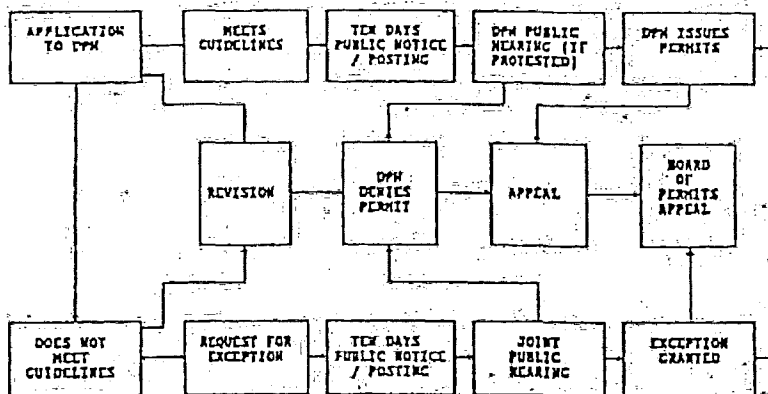 APPLICATION
TO DPW
MEETS
GUIDELINES
TEN DAYS
PUBLIC NOTICE
/ POSTING
DPW PUBLIC
HEARING (IF
PROTESTED)
DPW ISSUES
PERMITS
REVISION
DPW
DENIES
PERMIT
APPEAL
BOARD
OF
PERMITS
APPEAL
DOES NOT
MEET
GUIDELINES
REQUEST FOR
EXCEPTION
TEN DAYS
PUBLIC NOTICE
/ POSTING
JOINT
PUBLIC
HEARING
EXCEPTION
GRANTED